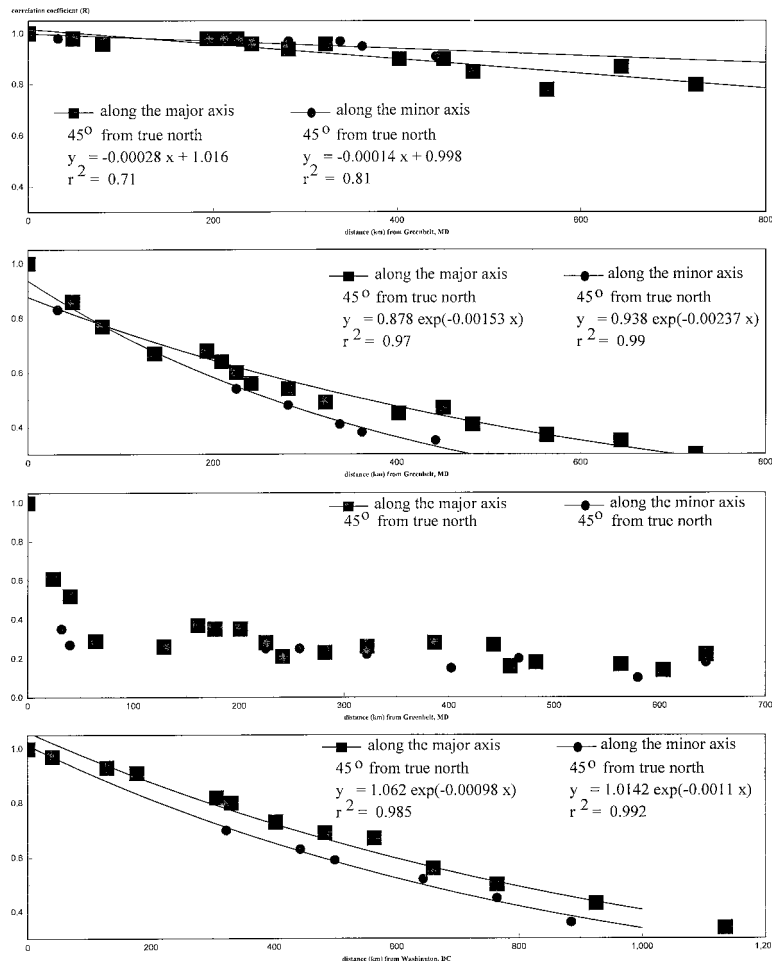 correlation coefficient (R)
1.0
0.8
0.6
0.4
along the major axis
45° from true north
y = -0.00028 x + 1.016
r² = 0.71
along the minor axis
45° from true north
y = -0.00014 x + 0.998
r² = 0.81
0 200 400 600 800
distance (km) from Greenbelt, MD
1.0
0.8
0.6
0.4
along the major axis
45° from true north
y = 0.878 exp(-0.00153 x)
r² = 0.97
along the minor axis
45° from true north
y = 0.938 exp(-0.00237 x)
r² = 0.99
0 200 400 600 800
distance (km) from Greenbelt, MD
1.0
0.8
0.6
0.4
0.2
0.0
along the major axis
45° from true north
along the minor axis
45° from true north
0 100 200 300 400 500 600 700
distance (km) from Greenbelt, MD
1.0
0.8
0.6
0.4
along the major axis
45° from true north
y = 1.062 exp(-0.00098 x)
r² = 0.985
along the minor axis
45° from true north
y = 1.0142 exp(-0.0011 x)
r² = 0.992
0 200 400 600 800 1,000 1,20
distance (km) from Washington, DC